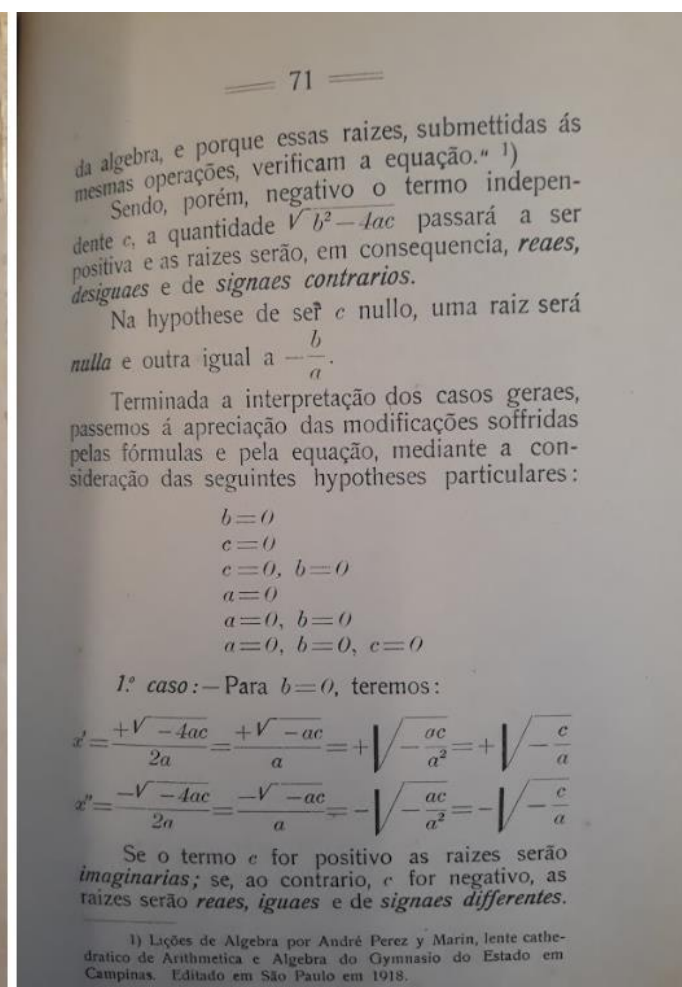 71
da algebra, e porque essas raizes, submettidas ás
mesmas operações, verificam a equação.“ ¹)
Sendo, porém, negativo o termo indepen-
dente c, a quantidade √b²—4ac passará a ser
positiva e as raizes serão, em consequencia, reaes,
desiguaes e de signaes contrarios.
Na hypothese de ser c nullo, uma raiz será
nulla e outra igual a — b/a.
Terminada a interpretação dos casos geraes,
passemos á apreciação das modificações soffridas
pelas fórmulas e pela equação, mediante a con-
sideração das seguintes hypotheses particulares:
b=0
c=0
c=0, b=0
a=0
a=0, b=0
a=0, b=0, c=0
1.º caso:—Para b=0, teremos:
x'=+√—4ac/2a=+√—ac/a=+√—ac/a²=+√—c/a
x''=—√—4ac/2a=—√—ac/a=—√—ac/a²=—√—c/a
Se o termo c for positivo as raizes serão
imaginarias; se, ao contrario, c for negativo, as
raizes serão reaes, iguaes e de signaes differentes.
1) Lições de Algebra por André Perez y Marin, lente cathe-
dratico de Arithmetica e Algebra do Gymnasio do Estado em
Campinas. Editado em São Paulo em 1918.